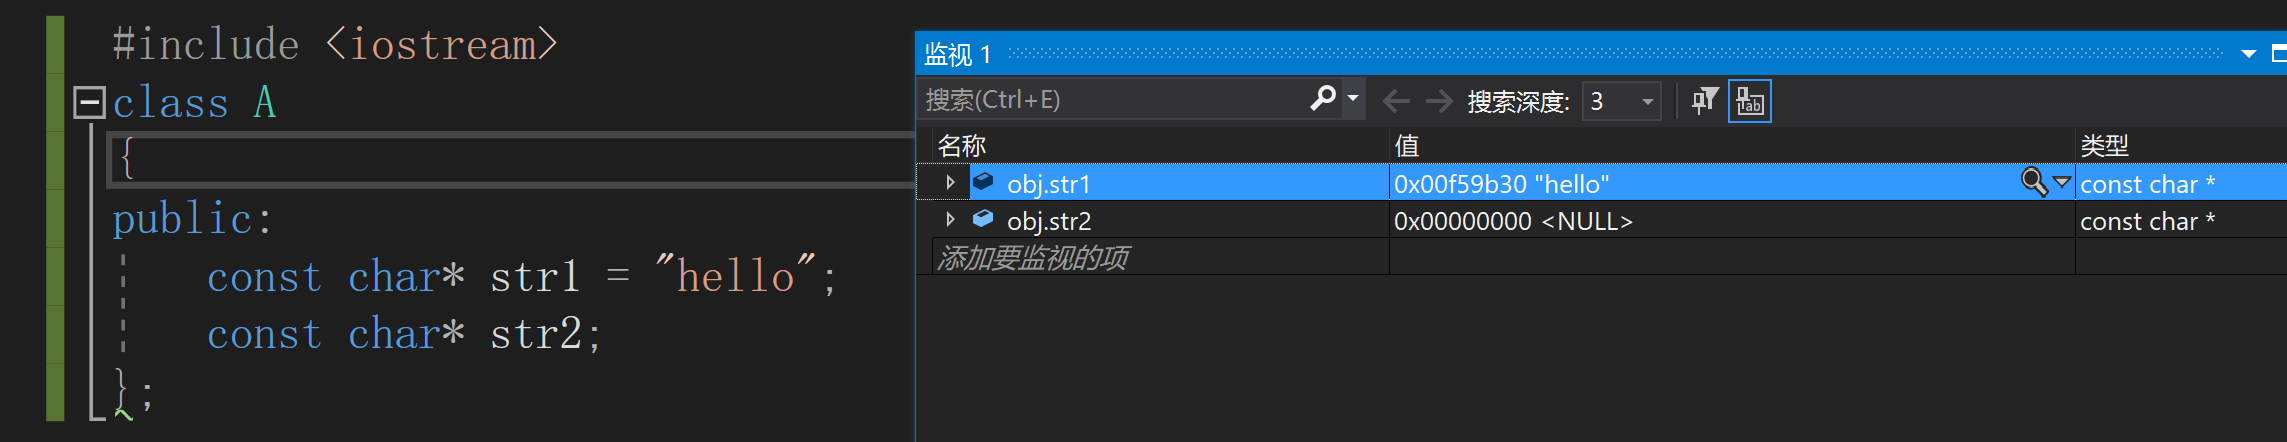 #include <iostream>
class A
{
public:
const char* str1 = "hello";
const char* str2;
};
监视 1
搜索(Ctrl+E)
搜索深度: 3
名称 值 类型
obj.str1 0x00f59b30 "hello" const char *
obj.str2 0x00000000 <NULL> const char *
添加要监视的项